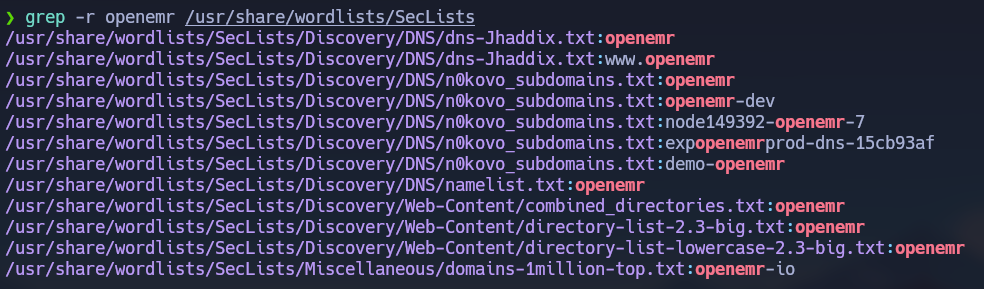 ❯ grep -r openemr /usr/share/wordlists/SecLists
/usr/share/wordlists/SecLists/Discovery/DNS/dns-Jhaddix.txt:openemr
/usr/share/wordlists/SecLists/Discovery/DNS/dns-Jhaddix.txt:www.openemr
/usr/share/wordlists/SecLists/Discovery/DNS/n0kovo_subdomains.txt:openemr
/usr/share/wordlists/SecLists/Discovery/DNS/n0kovo_subdomains.txt:openemr-dev
/usr/share/wordlists/SecLists/Discovery/DNS/n0kovo_subdomains.txt:node149392-openemr-7
/usr/share/wordlists/SecLists/Discovery/DNS/n0kovo_subdomains.txt:expopenemrprod-dns-15cb93af
/usr/share/wordlists/SecLists/Discovery/DNS/n0kovo_subdomains.txt:demo-openemr
/usr/share/wordlists/SecLists/Discovery/DNS/namelist.txt:openemr
/usr/share/wordlists/SecLists/Discovery/Web-Content/combined_directories.txt:openemr
/usr/share/wordlists/SecLists/Discovery/Web-Content/directory-list-2.3-big.txt:openemr
/usr/share/wordlists/SecLists/Discovery/Web-Content/directory-list-lowercase-2.3-big.txt:openemr
/usr/share/wordlists/SecLists/Miscellaneous/domains-1million-top.txt:openemr-io